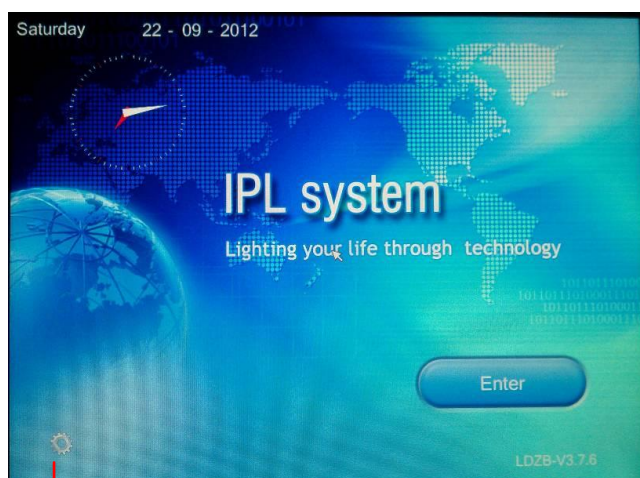 Saturday 22 - 09 - 2012
IPL system
Lighting your life through technology
Enter
LDZB-V3.7.6